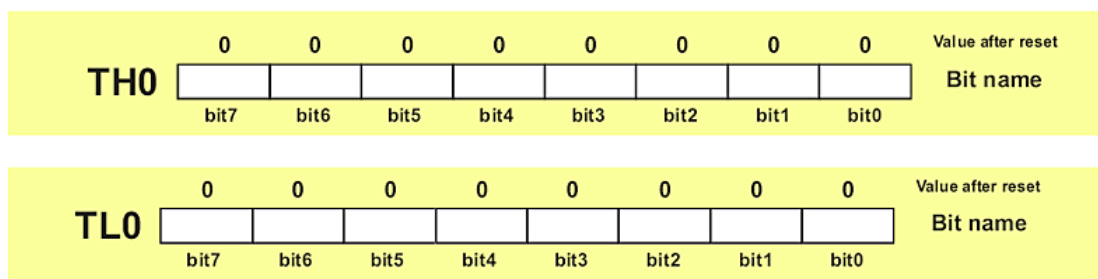 0 0 0 0 0 0 0 0 Value after reset
TH0 Bit name
bit7 bit6 bit5 bit4 bit3 bit2 bit1 bit0
0 0 0 0 0 0 0 0 Value after reset
TL0 Bit name
bit7 bit6 bit5 bit4 bit3 bit2 bit1 bit0